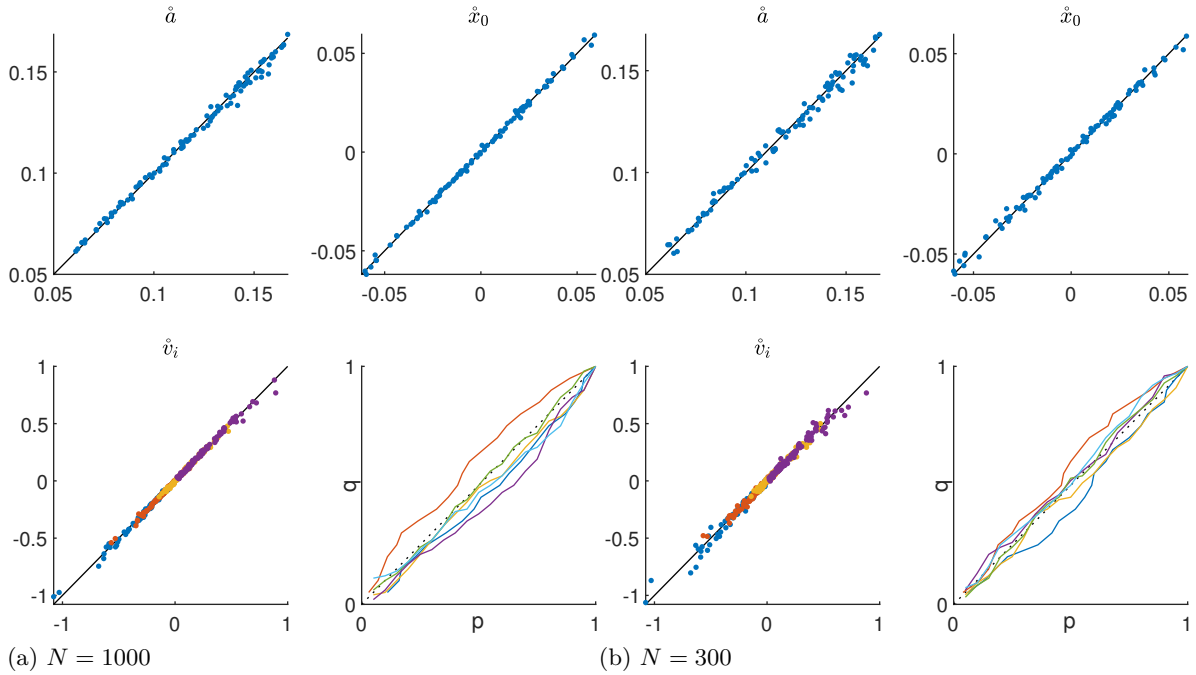 å x̊₀ å x̊₀
0.15 0.05 0.15 0.05
0.1 0 0.1 0
0.05 -0.05 0.05 -0.05
0.05 0.1 0.15 -0.05 0 0.05 0.05 0.1 0.15 -0.05 0 0.05
v̊ᵢ v̊ᵢ
1 1 1 1
0.5 0.5
0 q 0 q
-0.5 -0.5
-1 0 -1 0
-1 0 1 0 p 1 -1 0 1 0 p 1
(a) N = 1000 (b) N = 300